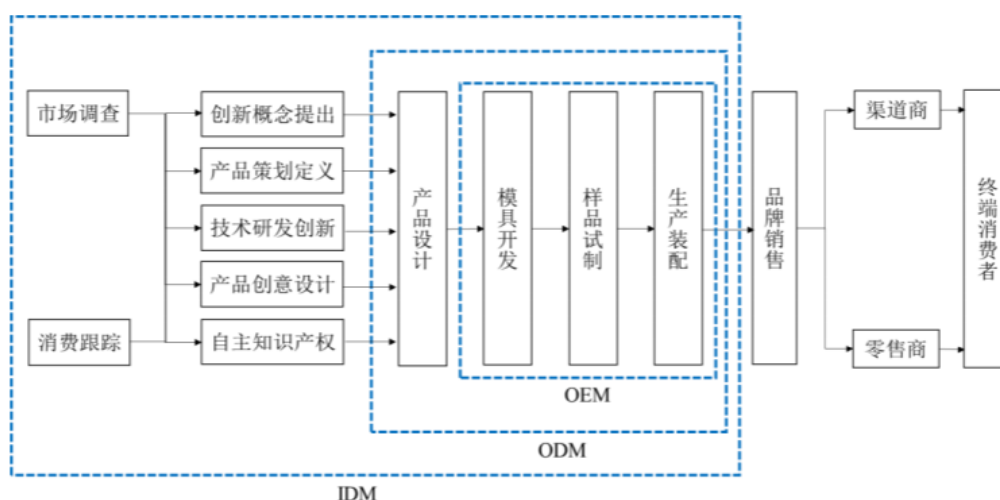 市场调查
消费跟踪
创新概念提出
产品策划定义
技术研发创新
产品创意设计
自主知识产权
产品设计
模具开发
样品试制
生产装配
品牌销售
渠道商
零售商
终端消费者
OEM
ODM
IDM